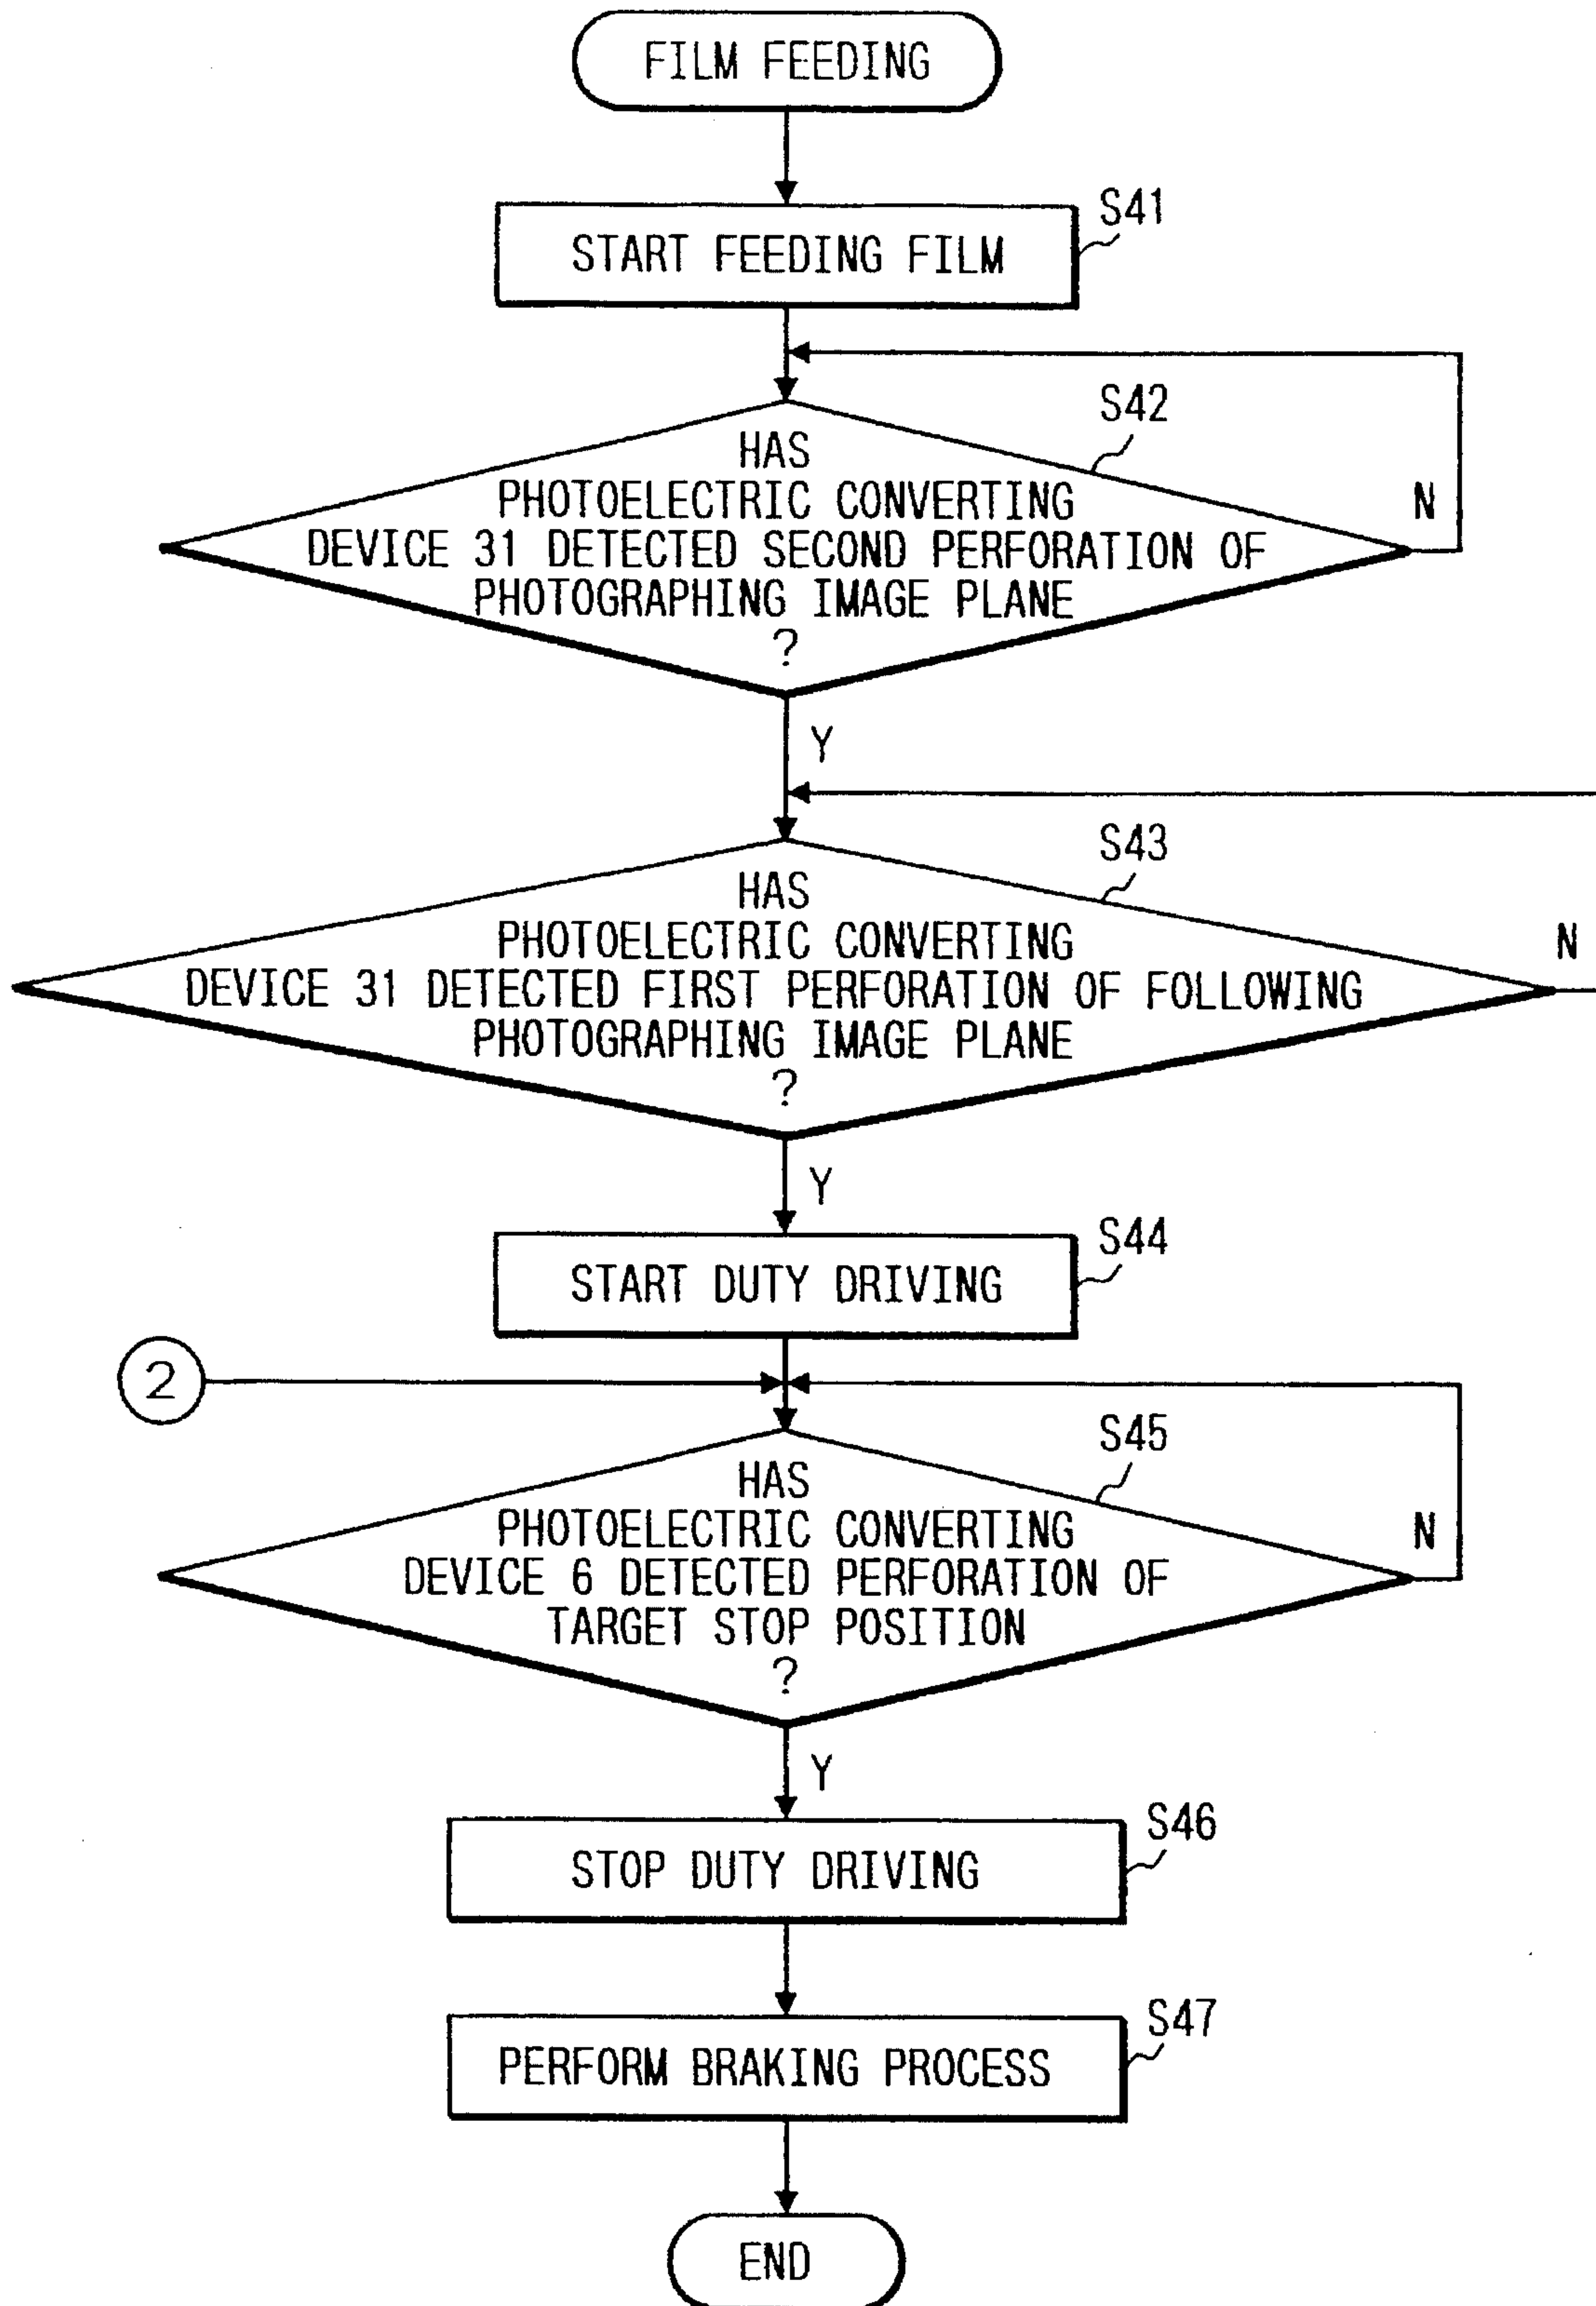 FILM FEEDING
S41
START FEEDING FILM
S42
HAS
PHOTOELECTRIC CONVERTING
DEVICE 31 DETECTED SECOND PERFORATION OF
PHOTOGRAPHING IMAGE PLANE
?
N
Y
S43
HAS
PHOTOELECTRIC CONVERTING
DEVICE 31 DETECTED FIRST PERFORATION OF FOLLOWING
PHOTOGRAPHING IMAGE PLANE
?
N
Y
S44
START DUTY DRIVING
2
S45
HAS
PHOTOELECTRIC CONVERTING
DEVICE 6 DETECTED PERFORATION OF
TARGET STOP POSITION
?
N
Y
S46
STOP DUTY DRIVING
S47
PERFORM BRAKING PROCESS
END